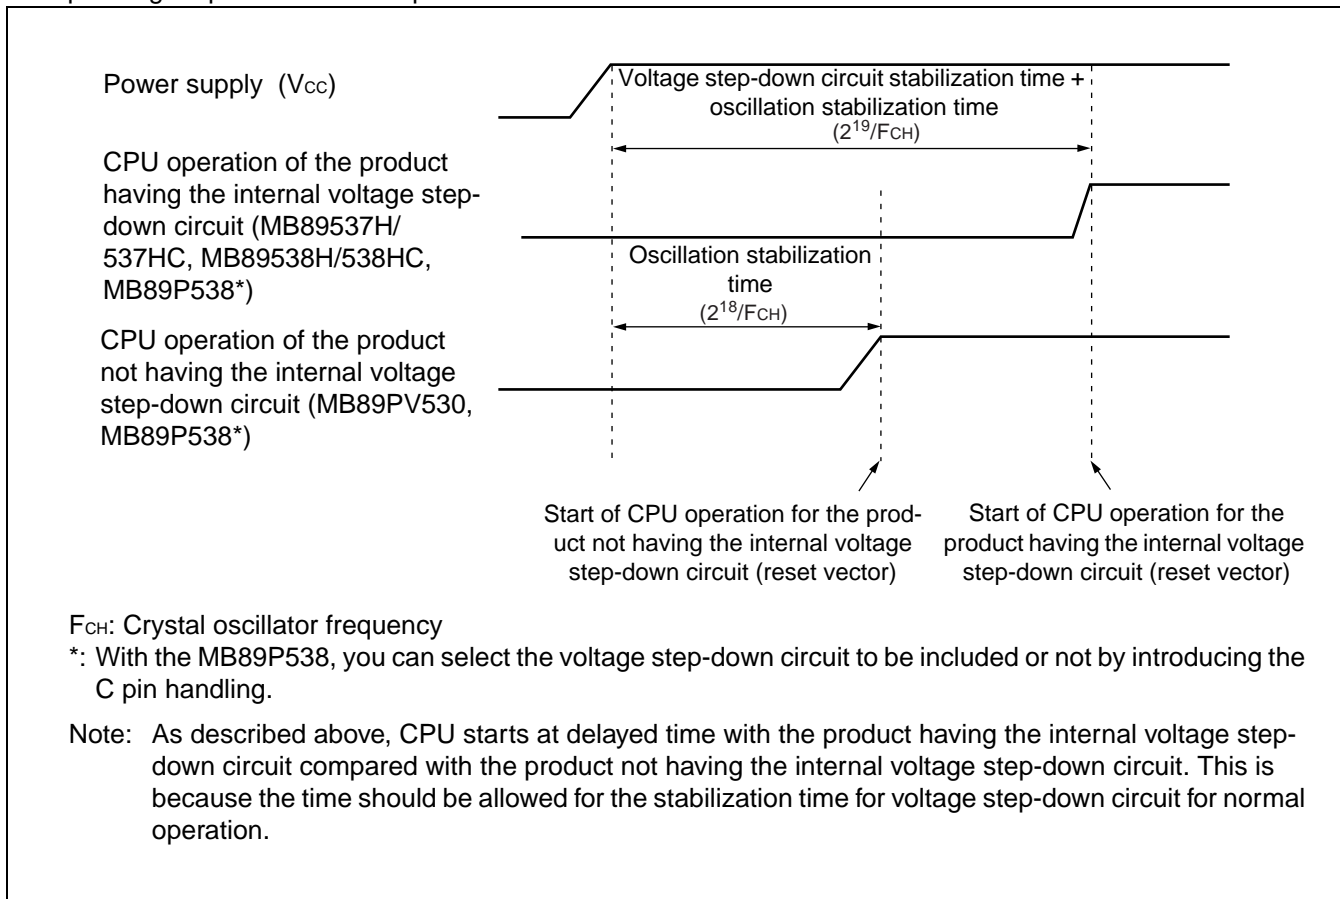 Power supply (VCC)
Voltage step-down circuit stabilization time +
oscillation stabilization time
(2^19/FCH)
CPU operation of the product
having the internal voltage step-
down circuit (MB89537H/
537HC, MB89538H/538HC,
MB89P538*)
Oscillation stabilization
time
(2^18/FCH)
CPU operation of the product
not having the internal voltage
step-down circuit (MB89PV530,
MB89P538*)
Start of CPU operation for the prod-
uct not having the internal voltage
step-down circuit (reset vector)
Start of CPU operation for the
product having the internal voltage
step-down circuit (reset vector)
FCH: Crystal oscillator frequency
*: With the MB89P538, you can select the voltage step-down circuit to be included or not by introducing the
C pin handling.
Note: As described above, CPU starts at delayed time with the product having the internal voltage step-
down circuit compared with the product not having the internal voltage step-down circuit. This is
because the time should be allowed for the stabilization time for voltage step-down circuit for normal
operation.